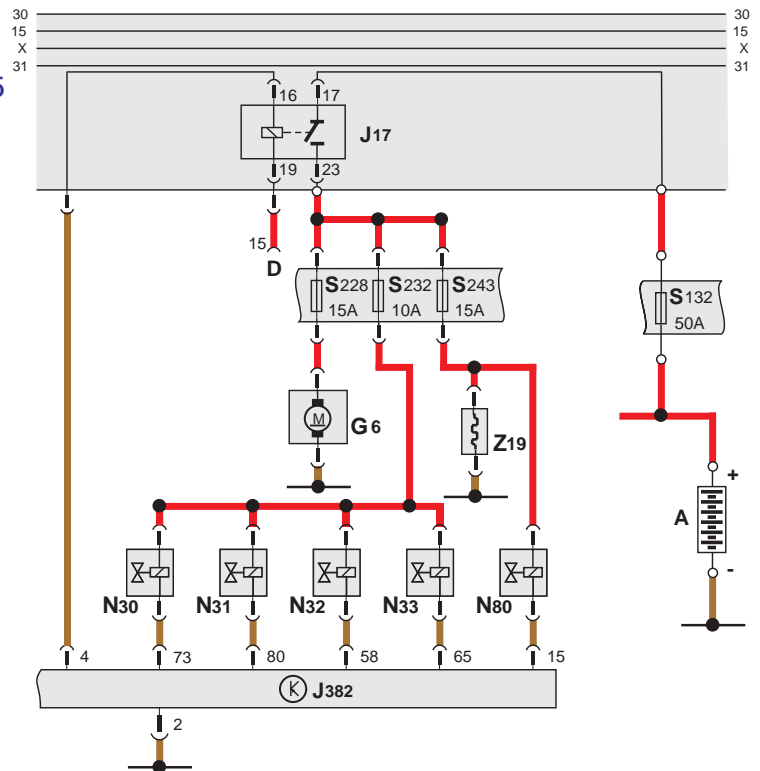 30 30
15 15
X X
31 31
5
16 17
J17
19 23
15
D
S228 S232 S243
15A 10A 15A
S132
50A
M
G6
Z19
+
A
-
N30 N31 N32 N33 N80
4 73 80 58 65 15
K J382
2